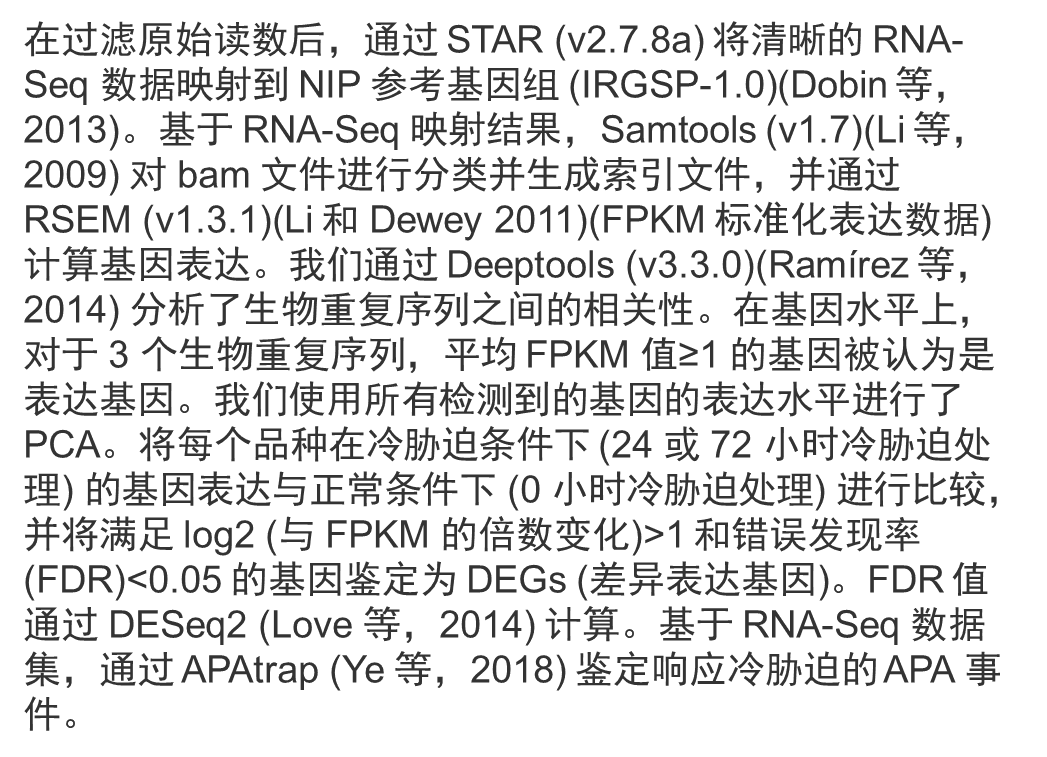 在过滤原始读数后，通过 STAR (v2.7.8a) 将清晰的 RNA-
Seq 数据映射到 NIP 参考基因组 (IRGSP-1.0)(Dobin 等，
2013)。基于 RNA-Seq 映射结果，Samtools (v1.7)(Li 等，
2009) 对 bam 文件进行分类并生成索引文件，并通过
RSEM (v1.3.1)(Li 和 Dewey 2011)(FPKM 标准化表达数据)
计算基因表达。我们通过 Deeptools (v3.3.0)(Ramírez 等，
2014) 分析了生物重复序列之间的相关性。在基因水平上，
对于 3 个生物重复序列，平均 FPKM 值≥1 的基因被认为是
表达基因。我们使用所有检测到的基因的表达水平进行了
PCA。将每个品种在冷胁迫条件下 (24 或 72 小时冷胁迫处
理) 的基因表达与正常条件下 (0 小时冷胁迫处理) 进行比较，
并将满足 log2 (与 FPKM 的倍数变化)>1 和错误发现率
(FDR)<0.05 的基因鉴定为 DEGs (差异表达基因)。FDR 值
通过 DESeq2 (Love 等，2014) 计算。基于 RNA-Seq 数据
集，通过 APAtrap (Ye 等，2018) 鉴定响应冷胁迫的 APA 事
件。